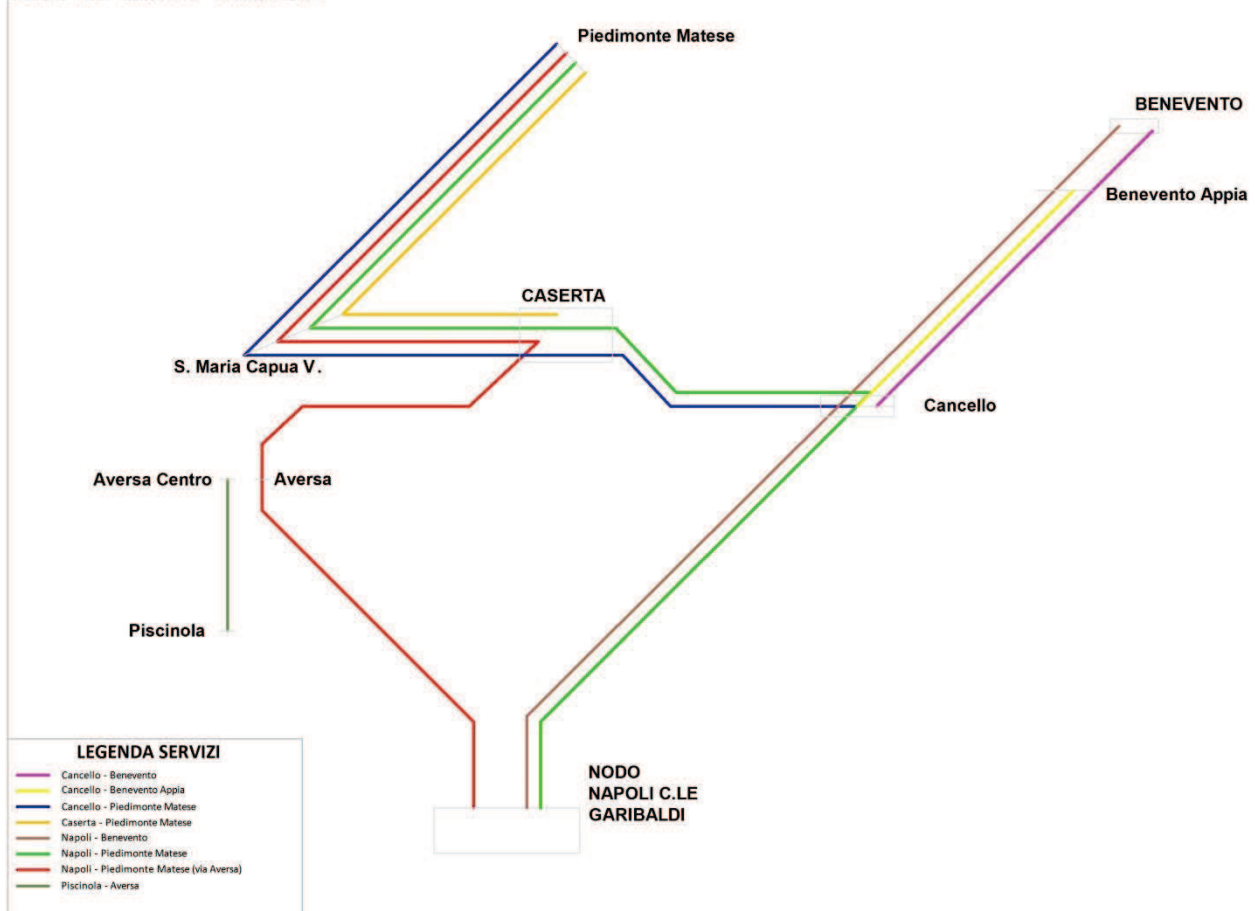 Piedimonte Matese
BENEVENTO
Benevento Appia
CASERTA
S. Maria Capua V.
Cancello
Aversa Centro
Aversa
Piscinola
NODO
NAPOLI C.LE
GARIBALDI
LEGENDA SERVIZI
Cancello - Benevento
Cancello - Benevento Appia
Cancello - Piedimonte Matese
Caserta - Piedimonte Matese
Napoli - Benevento
Napoli - Piedimonte Matese
Napoli - Piedimonte Matese (via Aversa)
Piscinola - Aversa